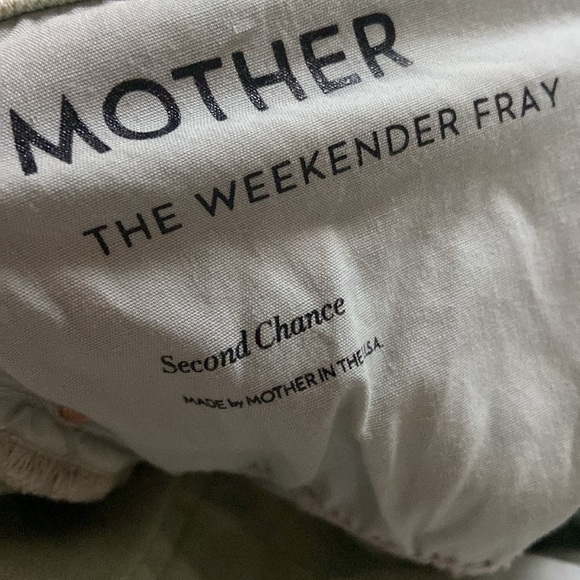 MOTHER
THE WEEKENDER FRAY
Second Chance
MADE by MOTHER IN THE U.S.A.